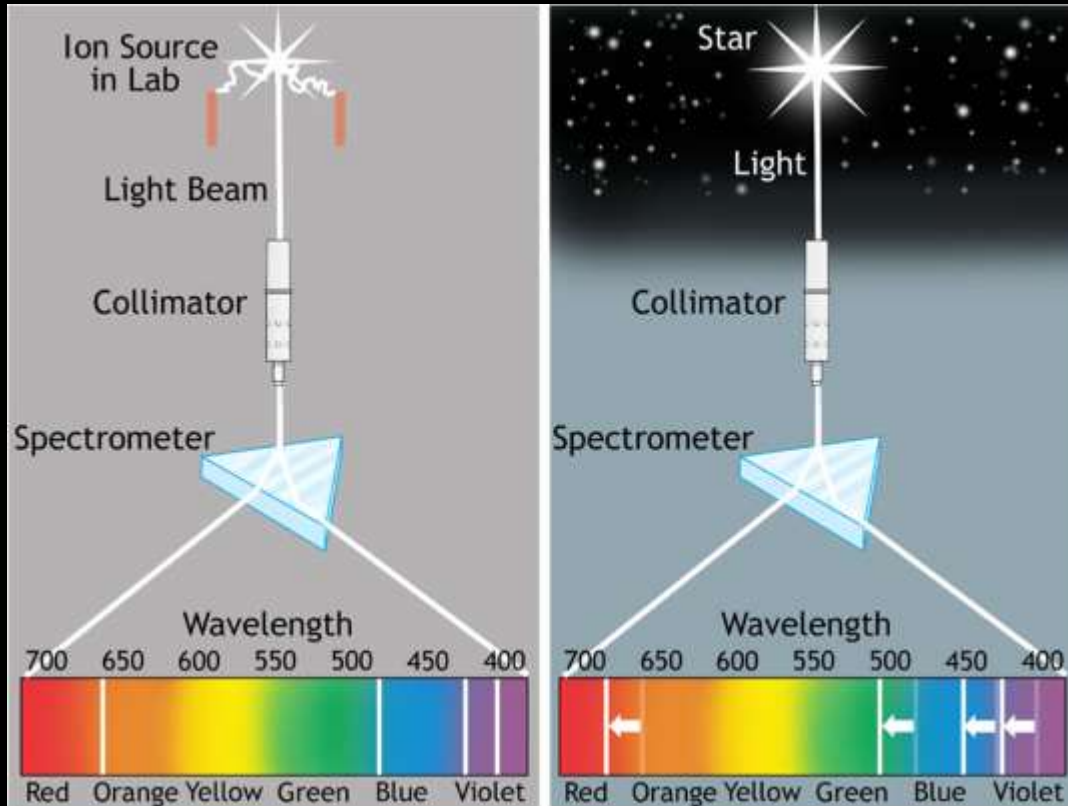 Ion Source
in Lab
Light Beam
Collimator
Spectrometer
Wavelength
700 650 600 550 500 450 400
Red Orange Yellow Green Blue Violet
Star
Light
Collimator
Spectrometer
Wavelength
700 650 600 550 500 450 400
Red Orange Yellow Green Blue Violet